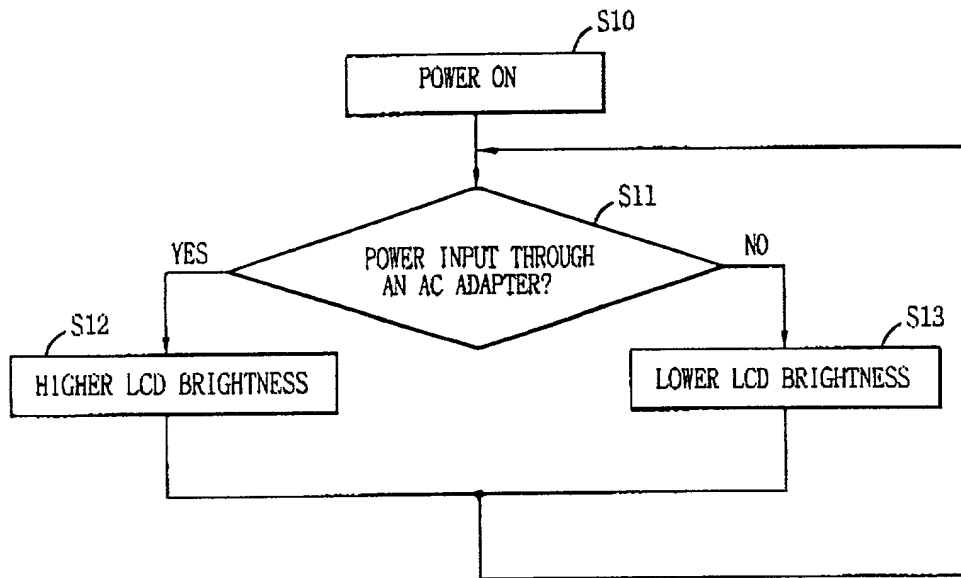 S10
POWER ON
S11
YES
POWER INPUT THROUGH
AN AC ADAPTER?
NO
S12
HIGHER LCD BRIGHTNESS
S13
LOWER LCD BRIGHTNESS